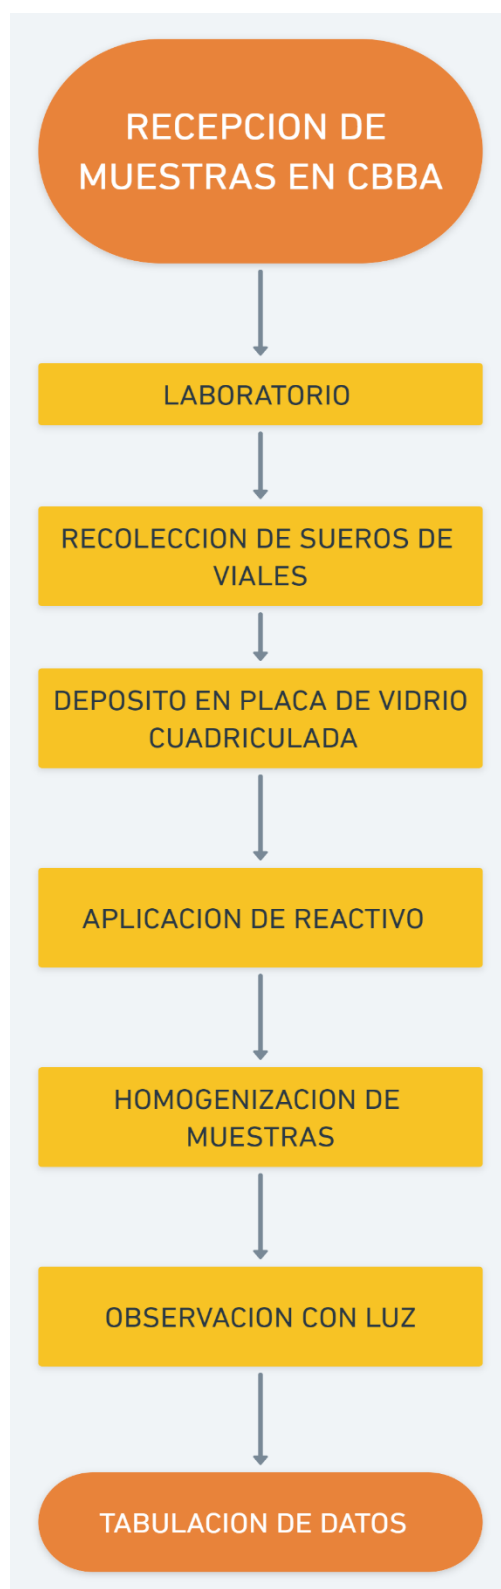 RECEPCION DE
MUESTRAS EN CBBA
LABORATORIO
RECOLECCION DE SUEROS DE
VIALES
DEPOSITO EN PLACA DE VIDRIO
CUADRICULADA
APLICACION DE REACTIVO
HOMOGENIZACION DE
MUESTRAS
OBSERVACION CON LUZ
TABULACION DE DATOS